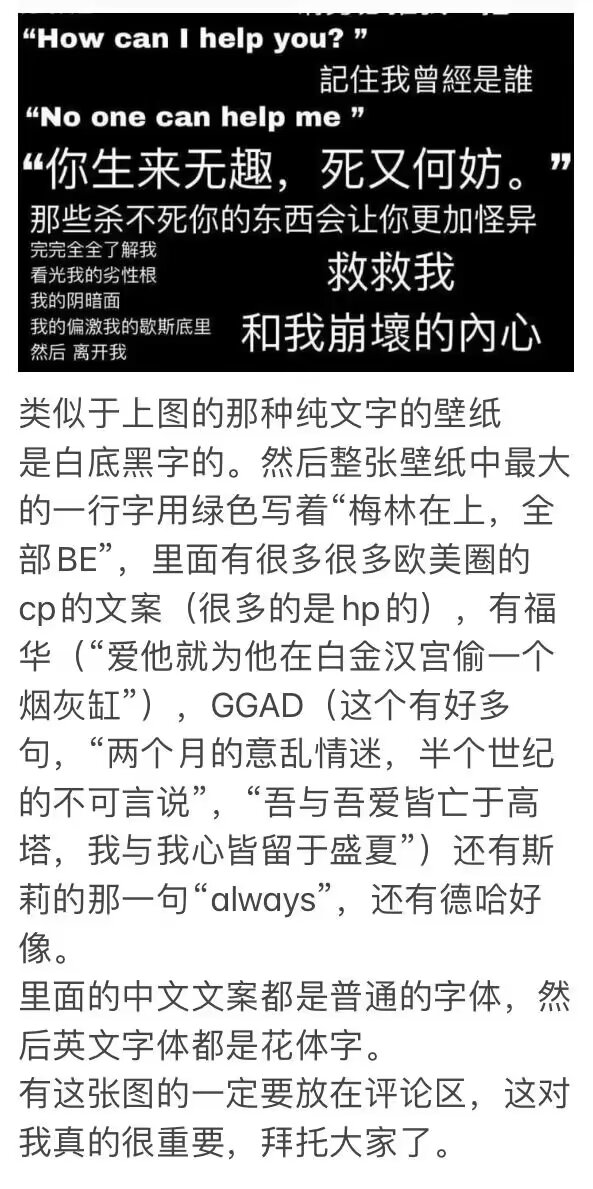 “How can I help you? ”
記住我曾經是誰
“No one can help me ”
“你生来无趣，死又何妨。”
那些杀不死你的东西会让你更加怪异
完完全全了解我
看光我的劣性根
救救我
我的阴暗面
我的偏激我的歇斯底里
和我崩壞的內心
然后 离开我
类似于上图的那种纯文字的壁纸
是白底黑字的。然后整张壁纸中最大
的一行字用绿色写着“梅林在上，全
部BE”，里面有很多很多欧美圈的
cp的文案（很多的是hp的），有福
华（“爱他就为他在白金汉宫偷一个
烟灰缸”），GGAD（这个有好多
句，“两个月的意乱情迷，半个世纪
的不可言说”，“吾与吾爱皆亡于高
塔，我与我心皆留于盛夏”）还有斯
莉的那一句“always”，还有德哈好
像。
里面的中文文案都是普通的字体，然
后英文字体都是花体字。
有这张图的一定要放在评论区，这对
我真的很重要，拜托大家了。